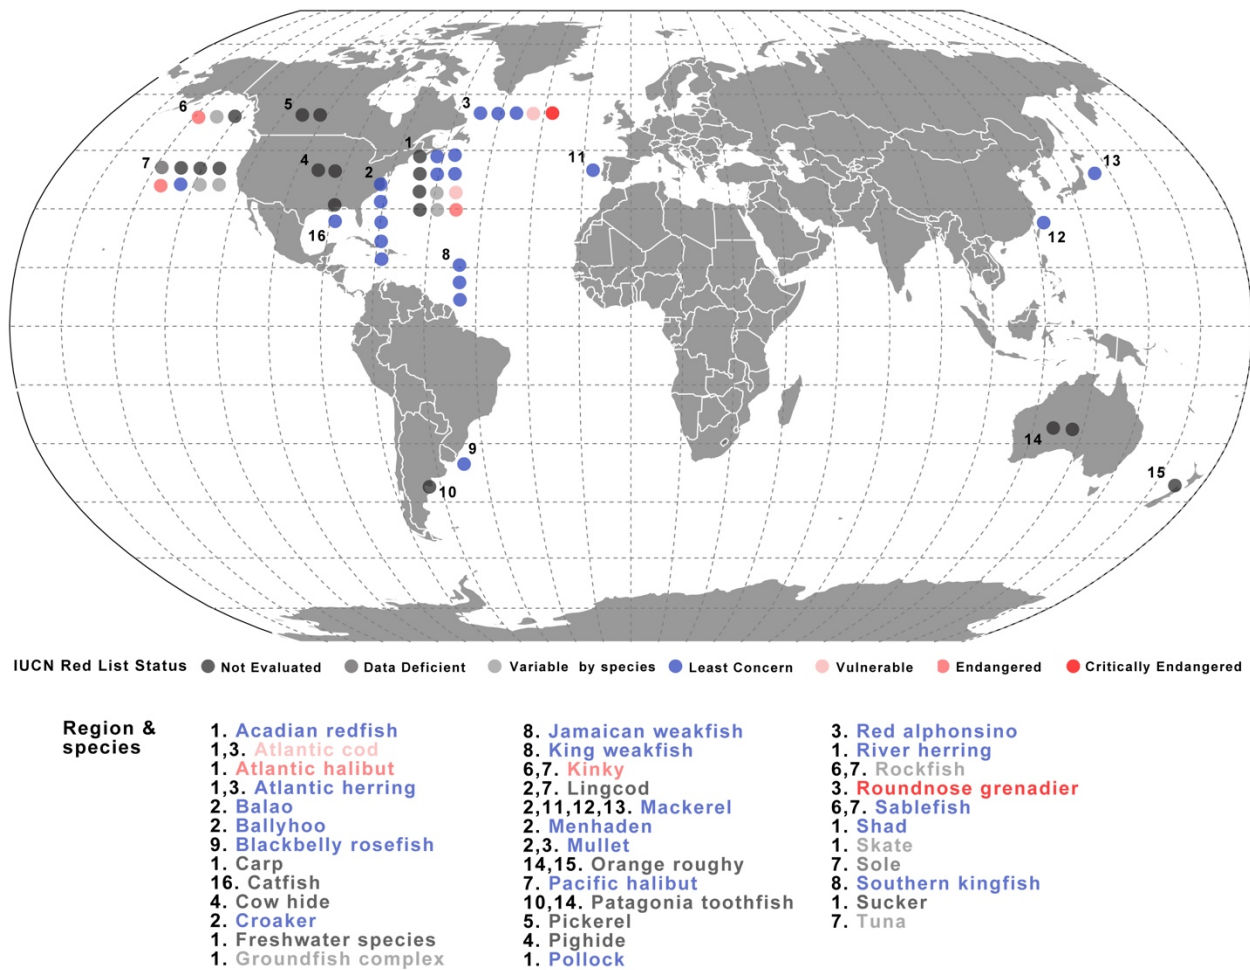 6
5
3
1
11
13
7
4
2
12
16
8
14
9
10
15
IUCN Red List Status Not Evaluated Data Deficient Variable by species Least Concern Vulnerable Endangered Critically Endangered
Region &
species
1. Acadian redfish
1,3. Atlantic cod
1. Atlantic halibut
1,3. Atlantic herring
2. Balao
2. Ballyhoo
9. Blackbelly rosefish
1. Carp
16. Catfish
4. Cow hide
2. Croaker
1. Freshwater species
1. Groundfish complex
8. Jamaican weakfish
8. King weakfish
6,7. Kinky
2,7. Lingcod
2,11,12,13. Mackerel
2. Menhaden
2,3. Mullet
14,15. Orange roughy
7. Pacific halibut
10,14. Patagonia toothfish
5. Pickerel
4. Pighide
1. Pollock
3. Red alphonsino
1. River herring
6,7. Rockfish
3. Roundnose grenadier
6,7. Sablefish
1. Shad
1. Skate
7. Sole
8. Southern kingfish
1. Sucker
7. Tuna